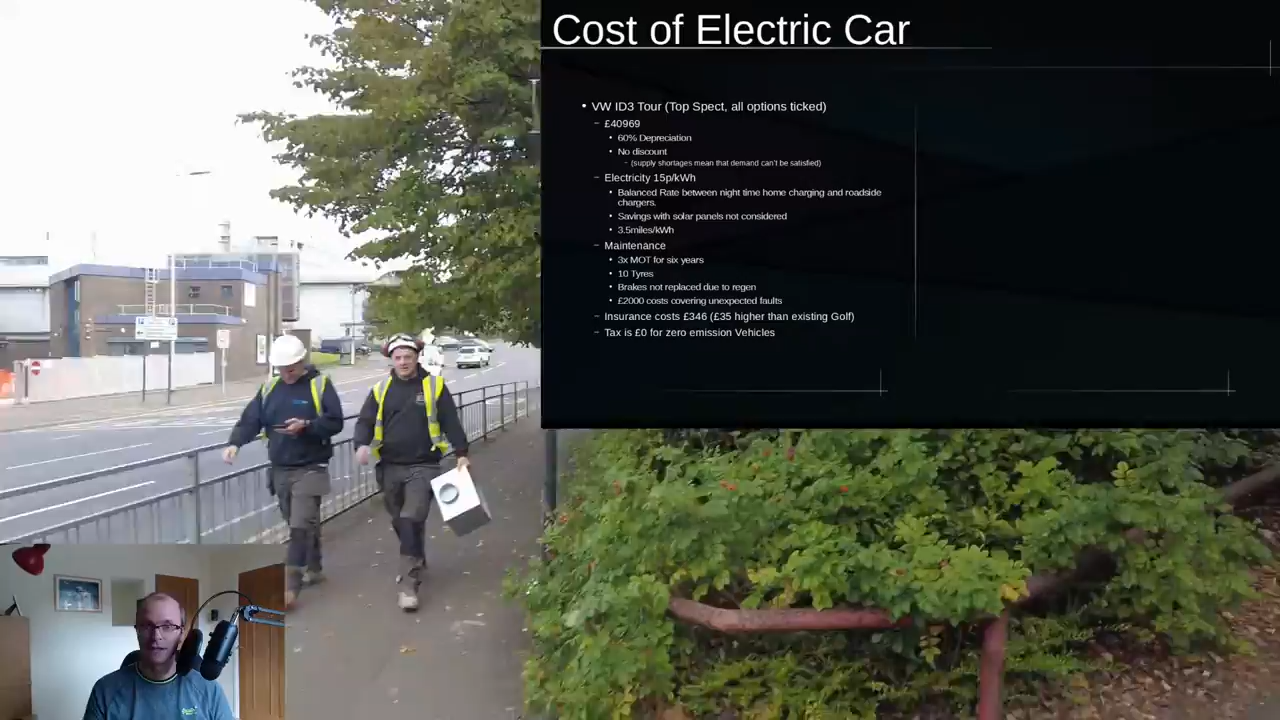 Cost of Electric Car
• VW ID3 Tour (Top Spect, all options ticked)
– £40969
• 60% Depreciation
• No discount
– (supply shortages mean that demand can't be satisfied)
– Electricity 15p/kWh
• Balanced Rate between night time home charging and roadside
chargers.
• Savings with solar panels not considered
• 3.5miles/kWh
– Maintenance
• 3x MOT for six years
• 10 Tyres
• Brakes not replaced due to regen
• £2000 costs covering unexpected faults
– Insurance costs £346 (£35 higher than existing Golf)
– Tax is £0 for zero emission Vehicles